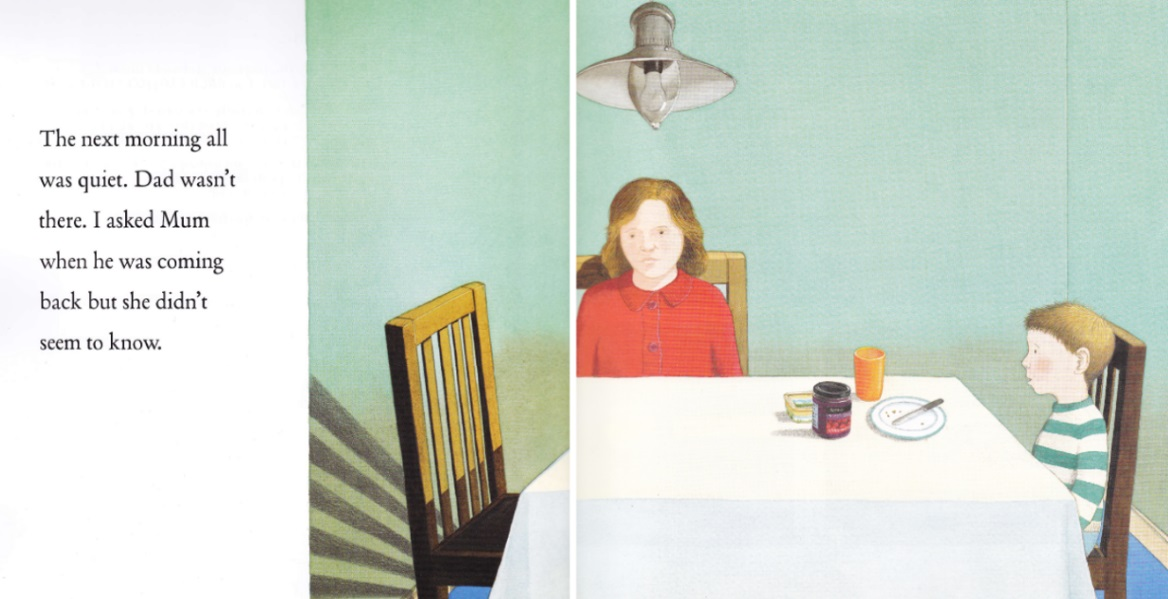 The next morning all
was quiet. Dad wasn’t
there. I asked Mum
when he was coming
back but she didn’t
seem to know.